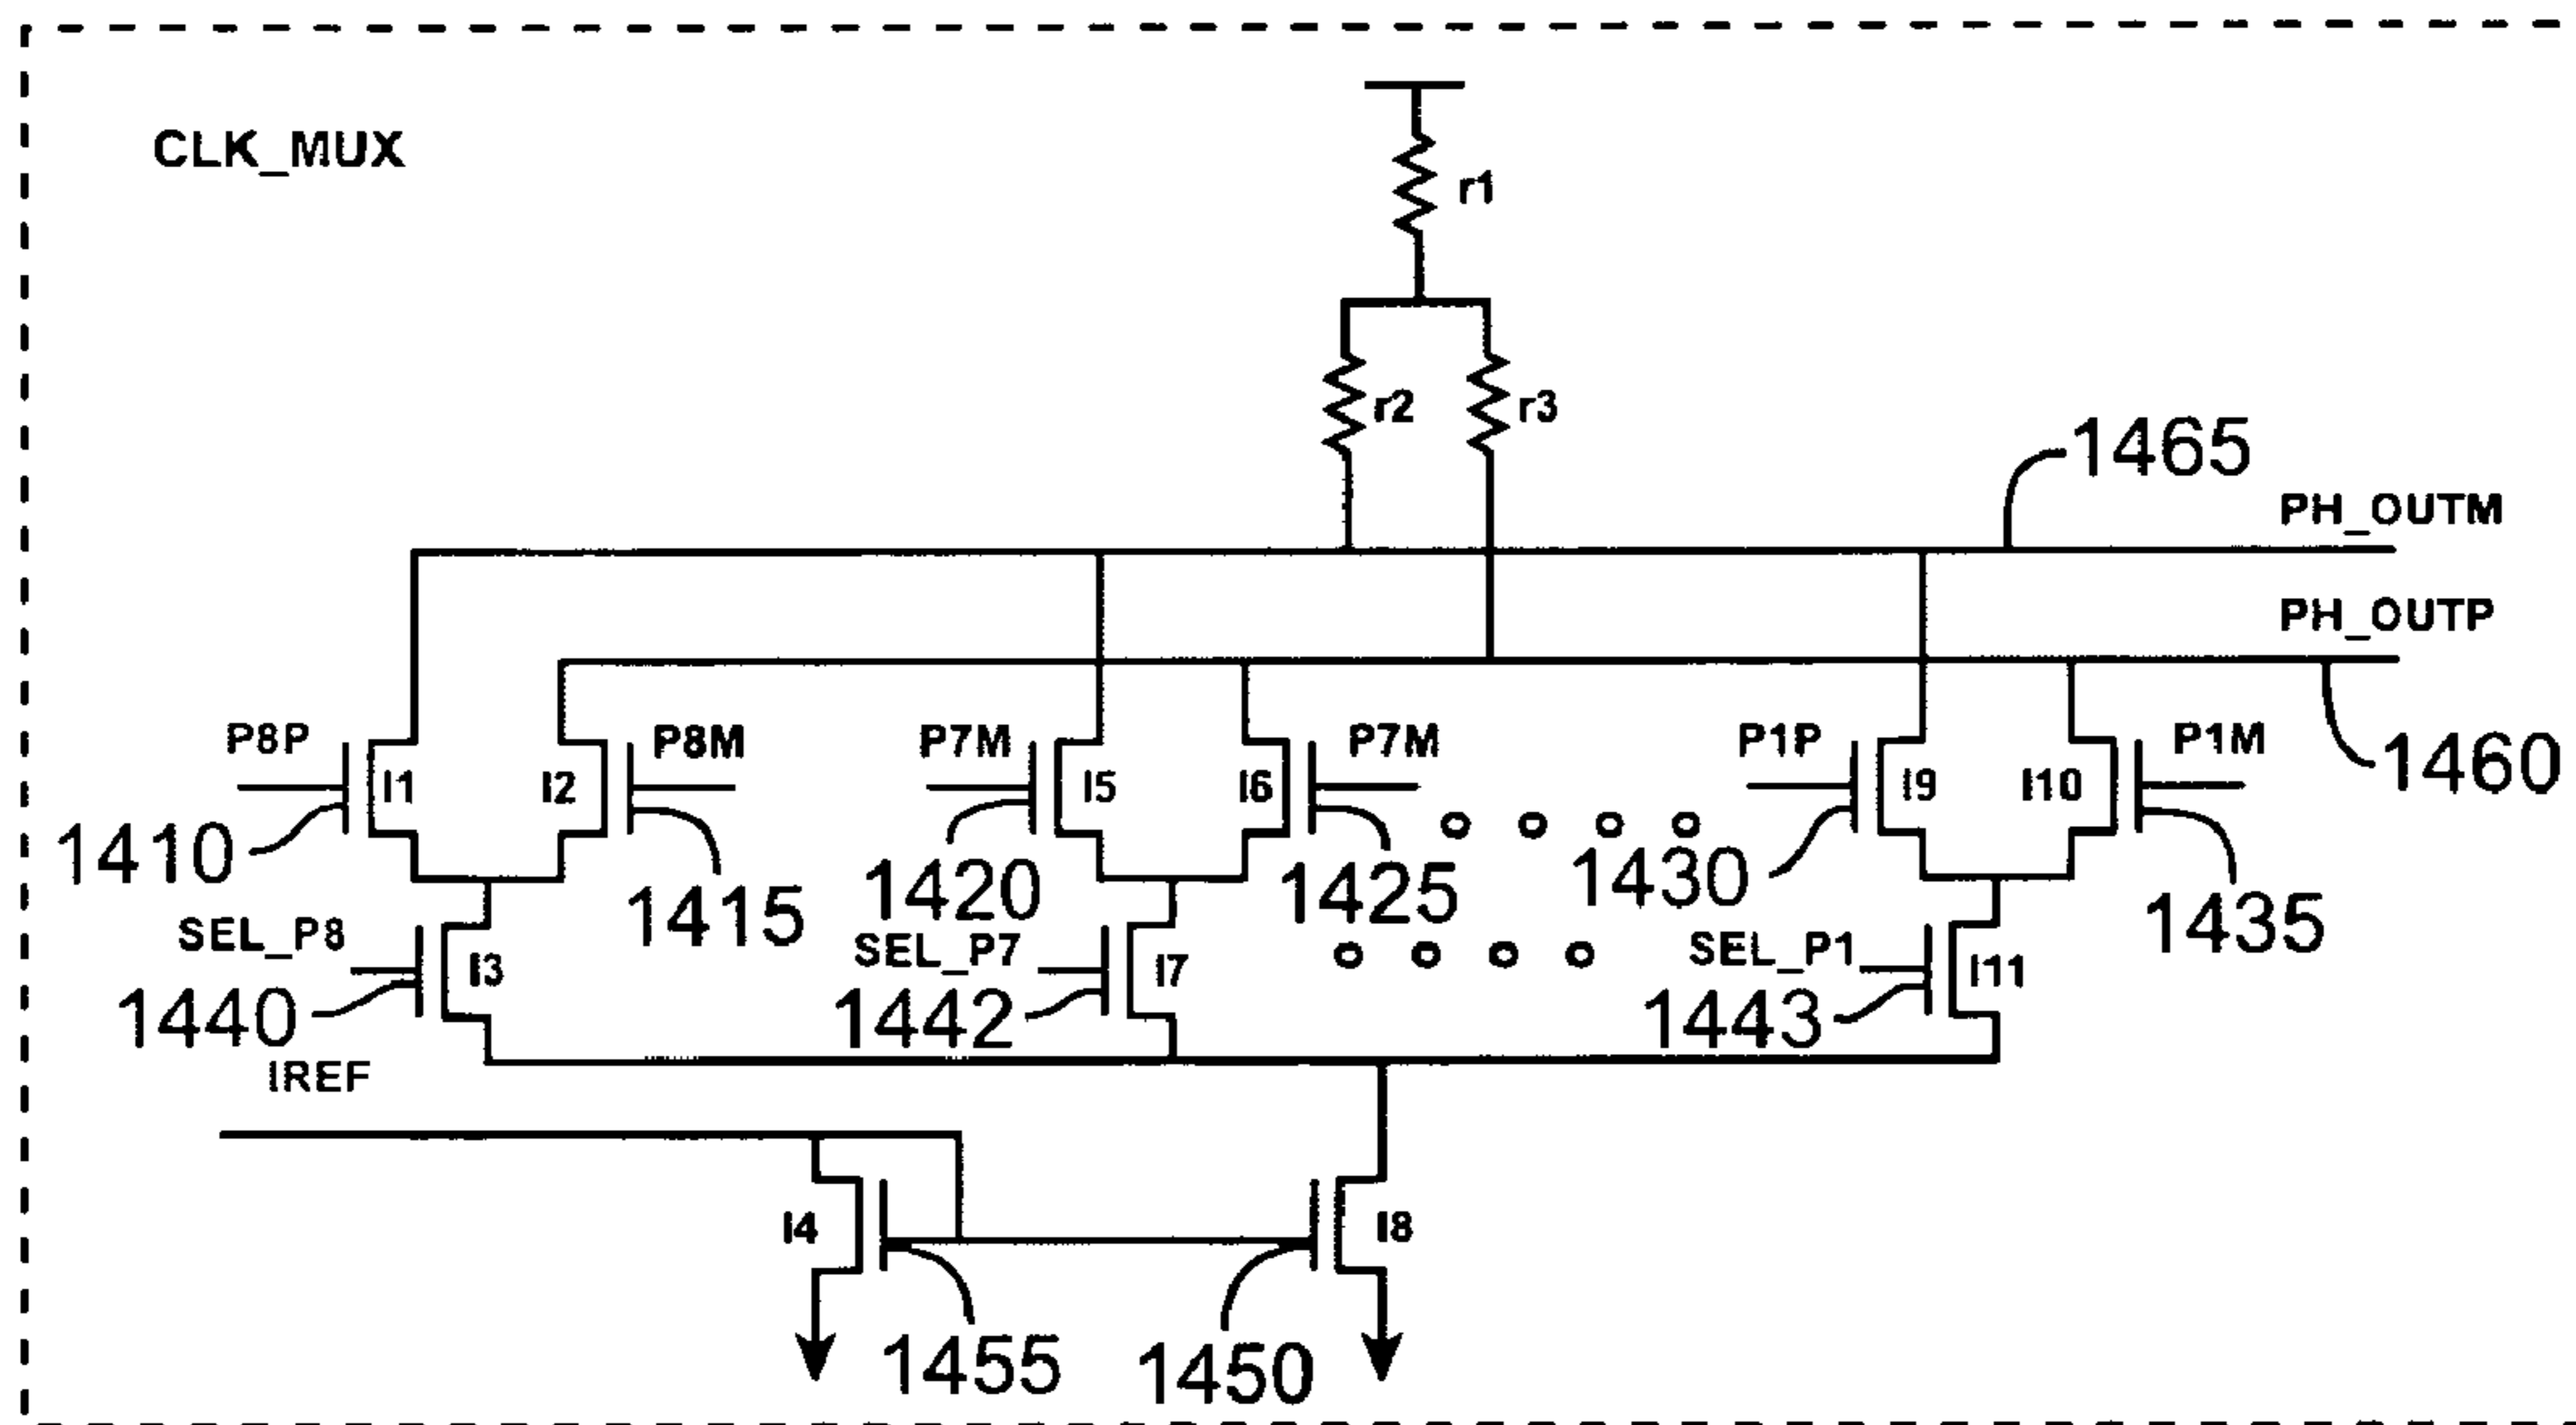 CLK_MUX
r1
r2
r3
1465
PH_OUTM
PH_OUTP
1460
P8P
I1
I2
P8M
P7M
I5
I6
P7M
P1P
I9
I10
P1M
1410
1415
1420
1425
1430
1435
SEL_P8
I3
SEL_P7
I7
SEL_P1
I11
1440
1442
1443
IREF
I4
I8
1455
1450